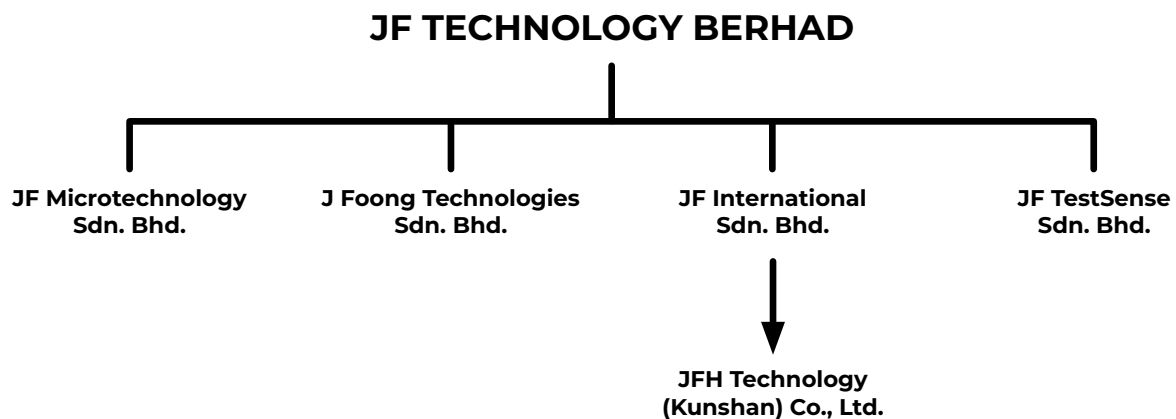 JF TECHNOLOGY BERHAD
JF Microtechnology
Sdn. Bhd.
J Foong Technologies
Sdn. Bhd.
JF International
Sdn. Bhd.
JF TestSense
Sdn. Bhd.
JFH Technology
(Kunshan) Co., Ltd.